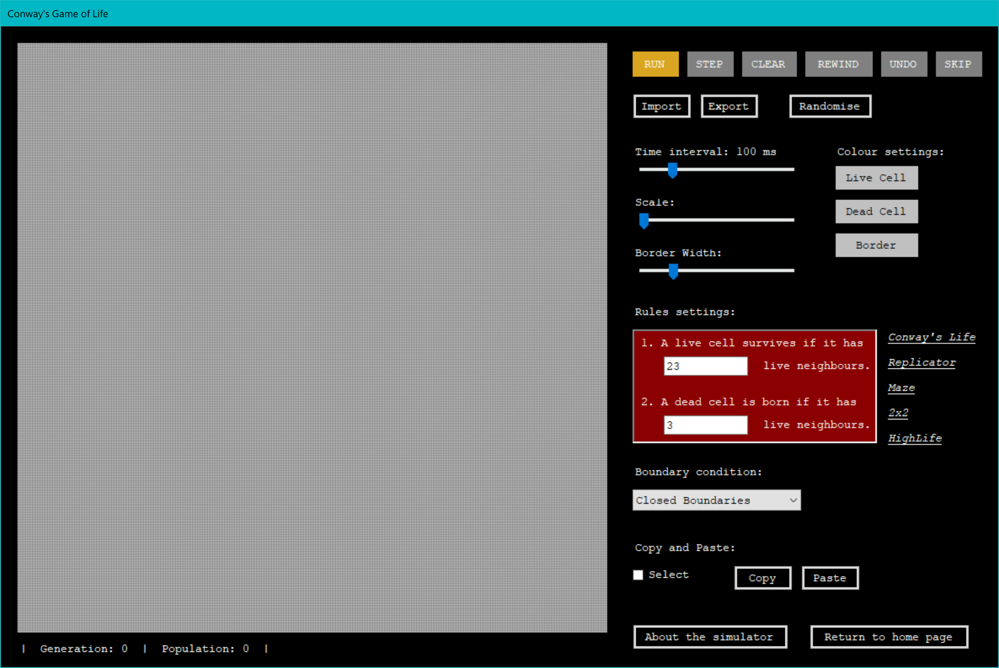 Conway's Game of Life
RUN STEP CLEAR REWIND UNDO SKIP
Import Export Randomise
Time interval: 100 ms
Colour settings:
Live Cell
Scale:
Dead Cell
Border
Border Width:
Rules settings:
1. A live cell survives if it has
23 live neighbours.
2. A dead cell is born if it has
3 live neighbours.
Conway's Life
Replicator
Maze
2x2
HighLife
Boundary condition:
Closed Boundaries
Copy and Paste:
Select Copy Paste
About the simulator Return to home page
| Generation: 0 | Population: 0 |